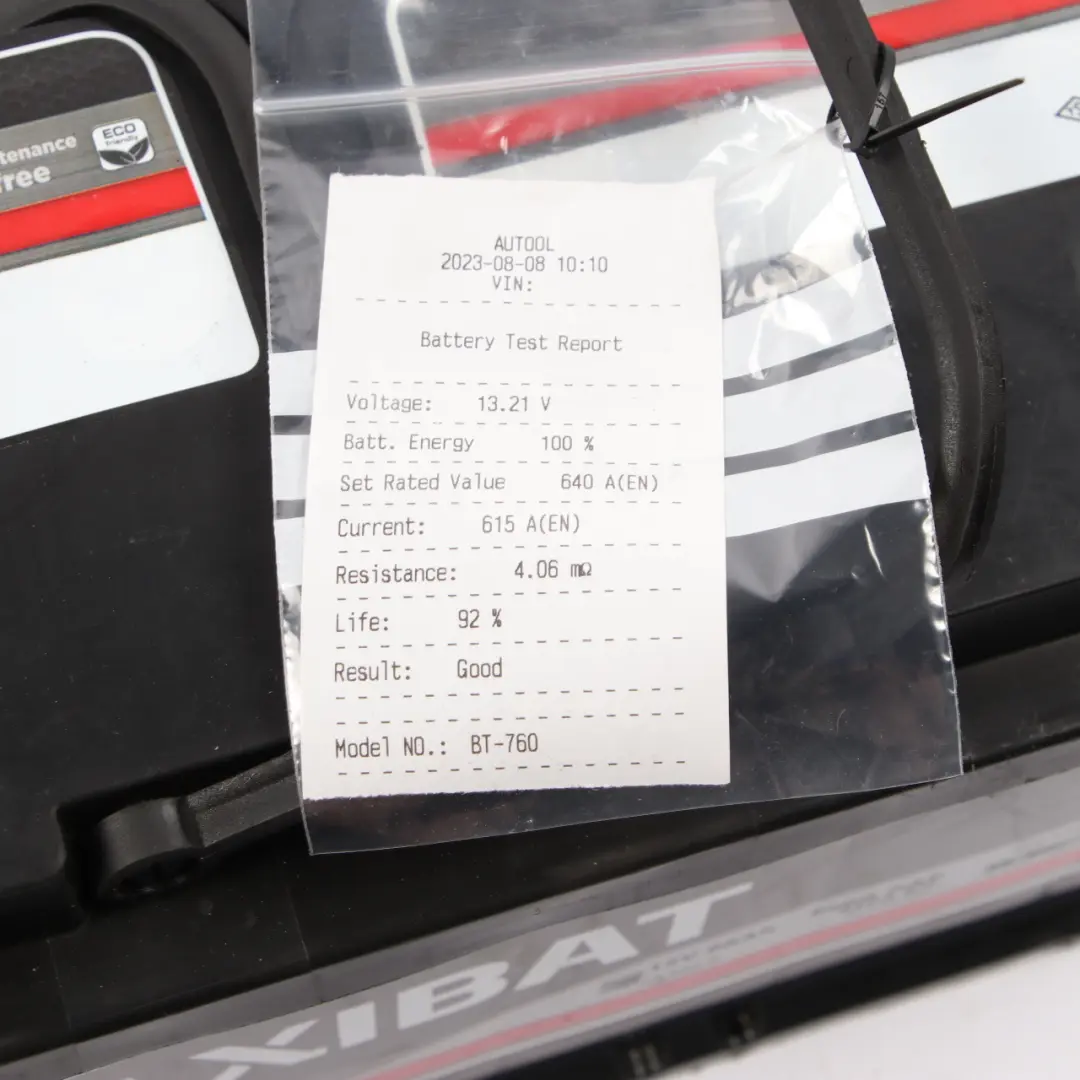 tenance
free
ECO
friendly
AUTOOL
2023-08-08 10:10
VIN:
Battery Test Report
Voltage: 13.21 V
Batt. Energy 100 %
Set Rated Value 640 A(EN)
Current: 615 A(EN)
Resistance: 4.06 mΩ
Life: 92 %
Result: Good
Model NO.: BT-760
XIBAT